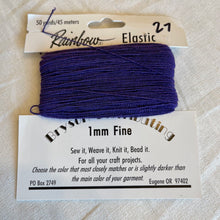 50 yards/45 meters
27
Rainbow Elastic
1mm Fine
Sew it, Weave it, Knit it, Bead it.
For all your craft projects.
Choose the color that most closely matches or is slightly darker than
the main color of your garment.
PO Box 2749 Eugene OR 97402